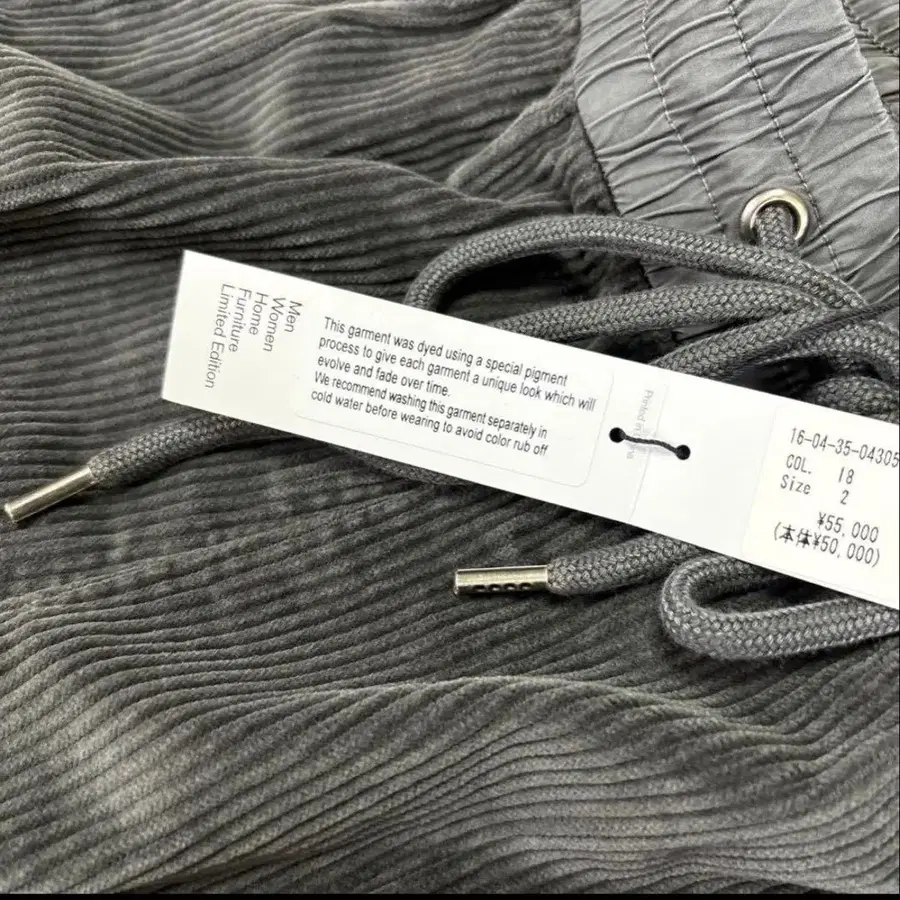 Men
Women
Home
Furniture
Limited Edition
This garment was dyed using a special pigment
process to give each garment a unique look which will
evolve and fade over time.
We recommend washing this garment separately in
cold water before wearing to avoid color rub off
Printed in
16-04-35-04305
COL. 18
Size 2
¥55,000
(本体¥50,000)